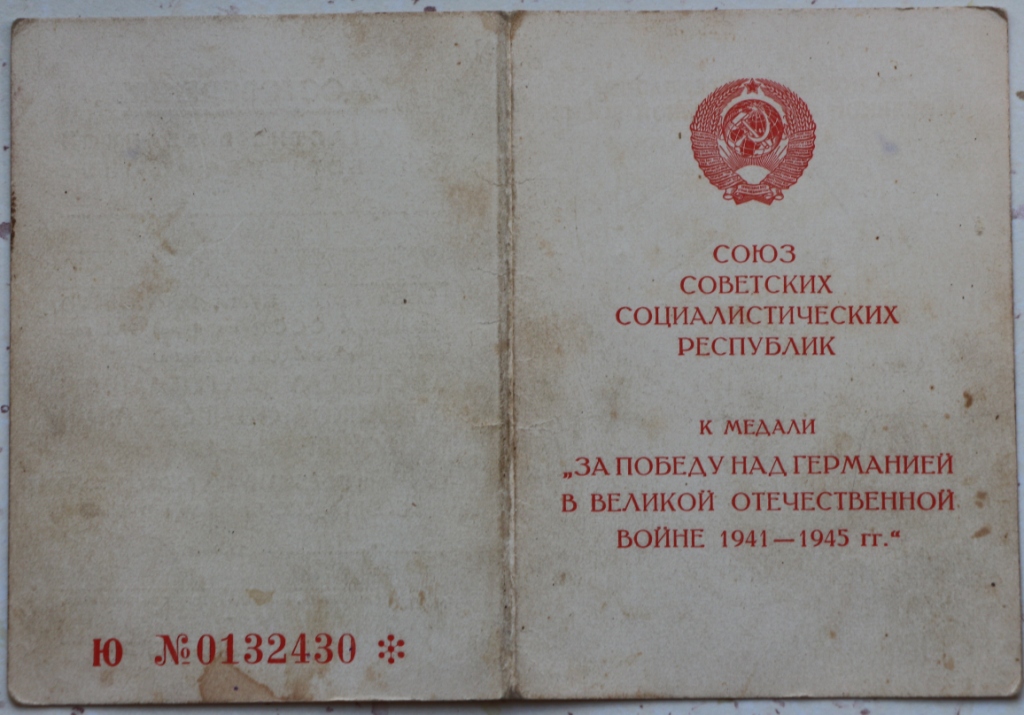 СОЮЗ
СОВЕТСКИХ
СОЦИАЛИСТИЧЕСКИХ
РЕСПУБЛИК
К МЕДАЛИ
„ЗА ПОБЕДУ НАД ГЕРМАНИЕЙ
В ВЕЛИКОЙ ОТЕЧЕСТВЕННОЙ
ВОЙНЕ 1941—1945 гг.“
Ю №0132430 *